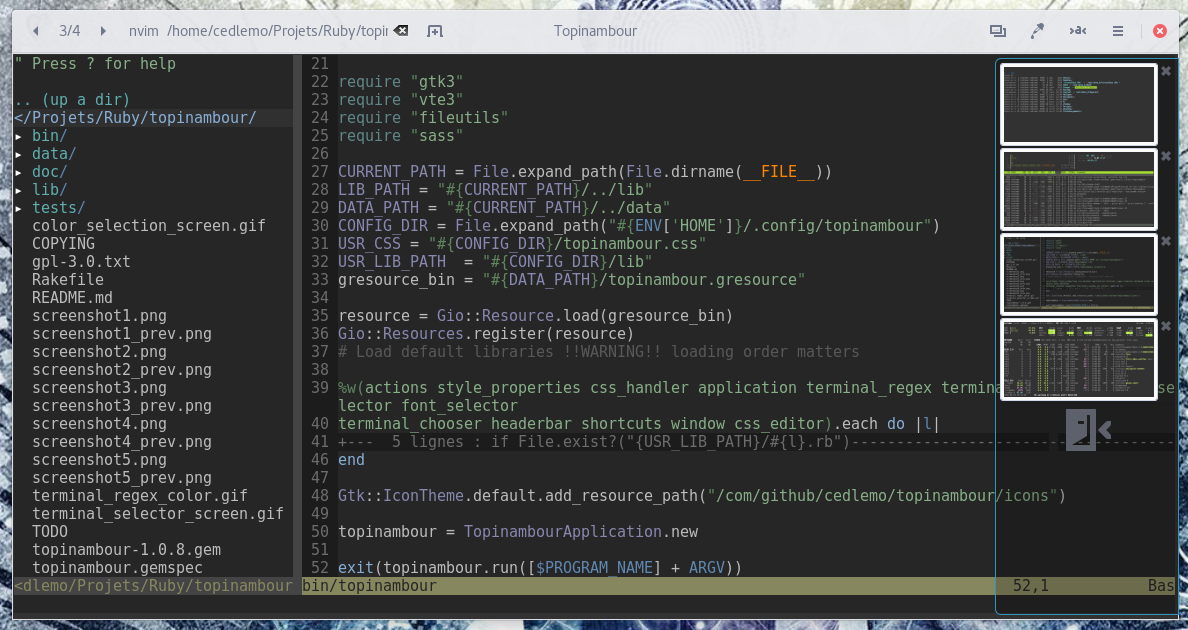 3/4 nvim /home/cedlemo/Projets/Ruby/topir Topinambour
" Press ? for help
.. (up a dir)
</Projets/Ruby/topinambour/
▸ bin/
▸ data/
▸ doc/
▸ lib/
▸ tests/
color_selection_screen.gif
COPYING
gpl-3.0.txt
Rakefile
README.md
screenshot1.png
screenshot1_prev.png
screenshot2.png
screenshot2_prev.png
screenshot3.png
screenshot3_prev.png
screenshot4.png
screenshot4_prev.png
screenshot5.png
screenshot5_prev.png
terminal_regex_color.gif
terminal_selector_screen.gif
TODO
topinambour-1.0.8.gem
topinambour.gemspec
<dlemo/Projets/Ruby/topinambour
21
22 require "gtk3"
23 require "vte3"
24 require "fileutils"
25 require "sass"
26
27 CURRENT_PATH = File.expand_path(File.dirname(__FILE__))
28 LIB_PATH = "#{CURRENT_PATH}/../lib"
29 DATA_PATH = "#{CURRENT_PATH}/../data"
30 CONFIG_DIR = File.expand_path("#{ENV['HOME']}/.config/topinambour")
31 USR_CSS = "#{CONFIG_DIR}/topinambour.css"
32 USR_LIB_PATH  = "#{CONFIG_DIR}/lib"
33 gresource_bin = "#{DATA_PATH}/topinambour.gresource"
34
35 resource = Gio::Resource.load(gresource_bin)
36 Gio::Resources.register(resource)
37 # Load default libraries !!WARNING!! loading order matters
38
39 %w(actions style_properties css_handler application terminal_regex termina se
lector font_selector
40 terminal_chooser headerbar shortcuts window css_editor).each do |l|
41 +---  5 lignes : if File.exist?("{USR_LIB_PATH}/#{l}.rb")------------------------------------
46 end
47
48 Gtk::IconTheme.default.add_resource_path("/com/github/cedlemo/topinambour/icons")
49
50 topinambour = TopinambourApplication.new
51
52 exit(topinambour.run([$PROGRAM_NAME] + ARGV))
bin/topinambour 52,1 Bas